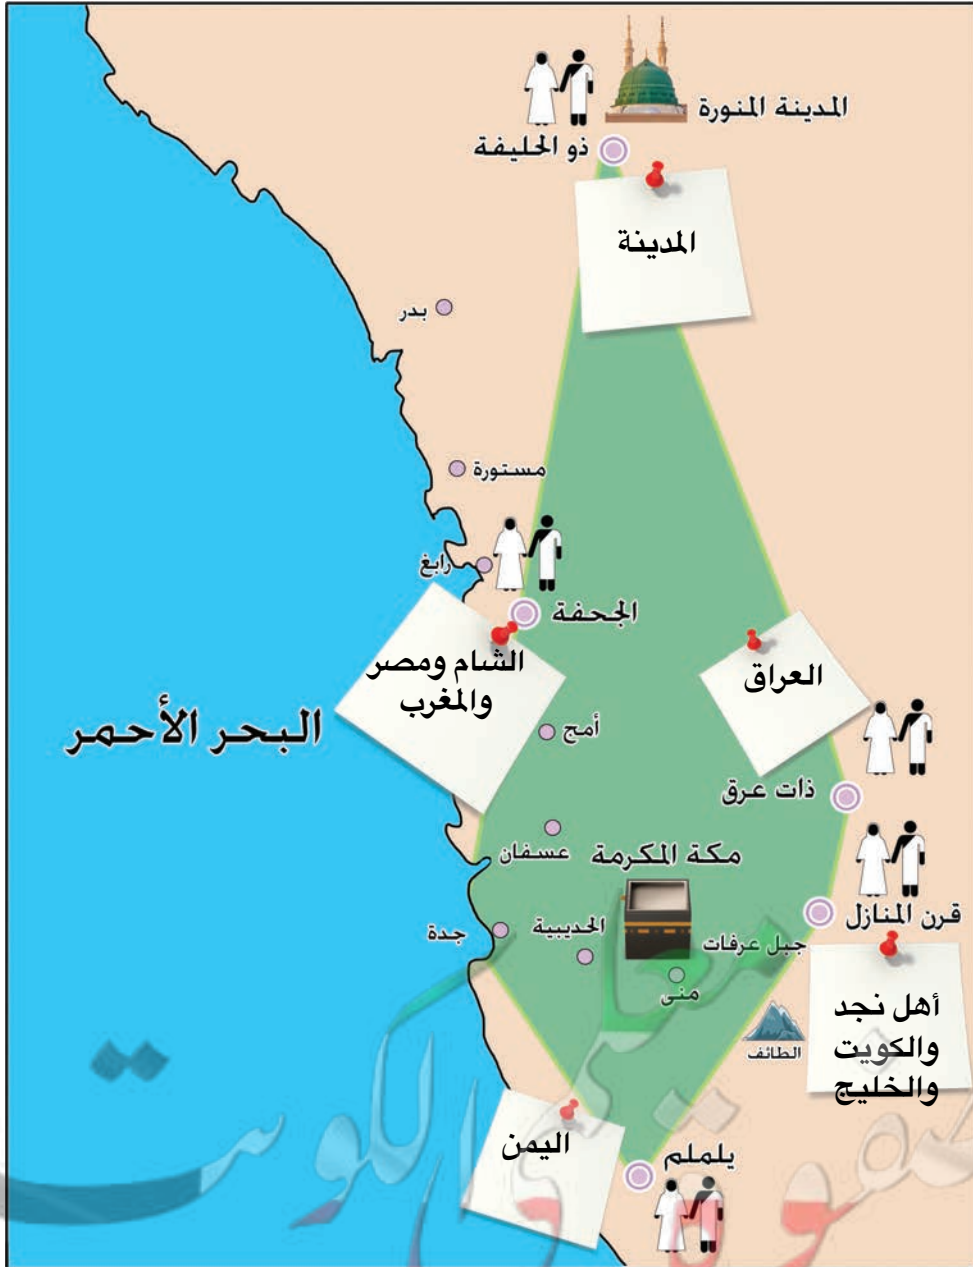 المدينة المنورة
ذو الحليفة
المدينة
بدر
مستورة
رابغ
الجحفة
الشام ومصر
والمغرب
العراق
البحر الأحمر
أمج
ذات عرق
عسفان
مكة المكرمة
قرن المنازل
جدة
الحديبية
جبل عرفات
منى
أهل نجد
والكويت
والخليج
الطائف
اليمن
يلملم